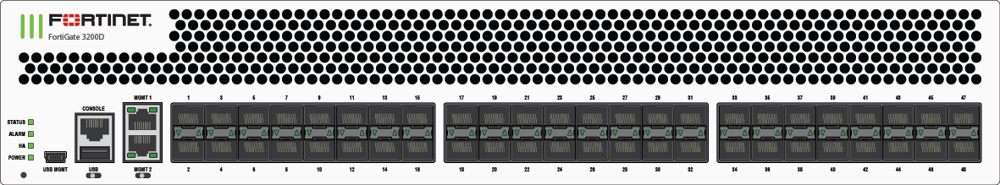 FORTINET
FortiGate 3200D
MGMT 1
CONSOLE
1 3 5 7 9 11 13 15 17 19 21 23 25 27 29 31 33 35 37 39 41 43 45 47
STATUS
ALARM
HA
POWER
USB MGMT USB MGMT 2 2 4 6 8 10 12 14 16 18 20 22 24 26 28 30 32 34 36 38 40 42 44 46 48